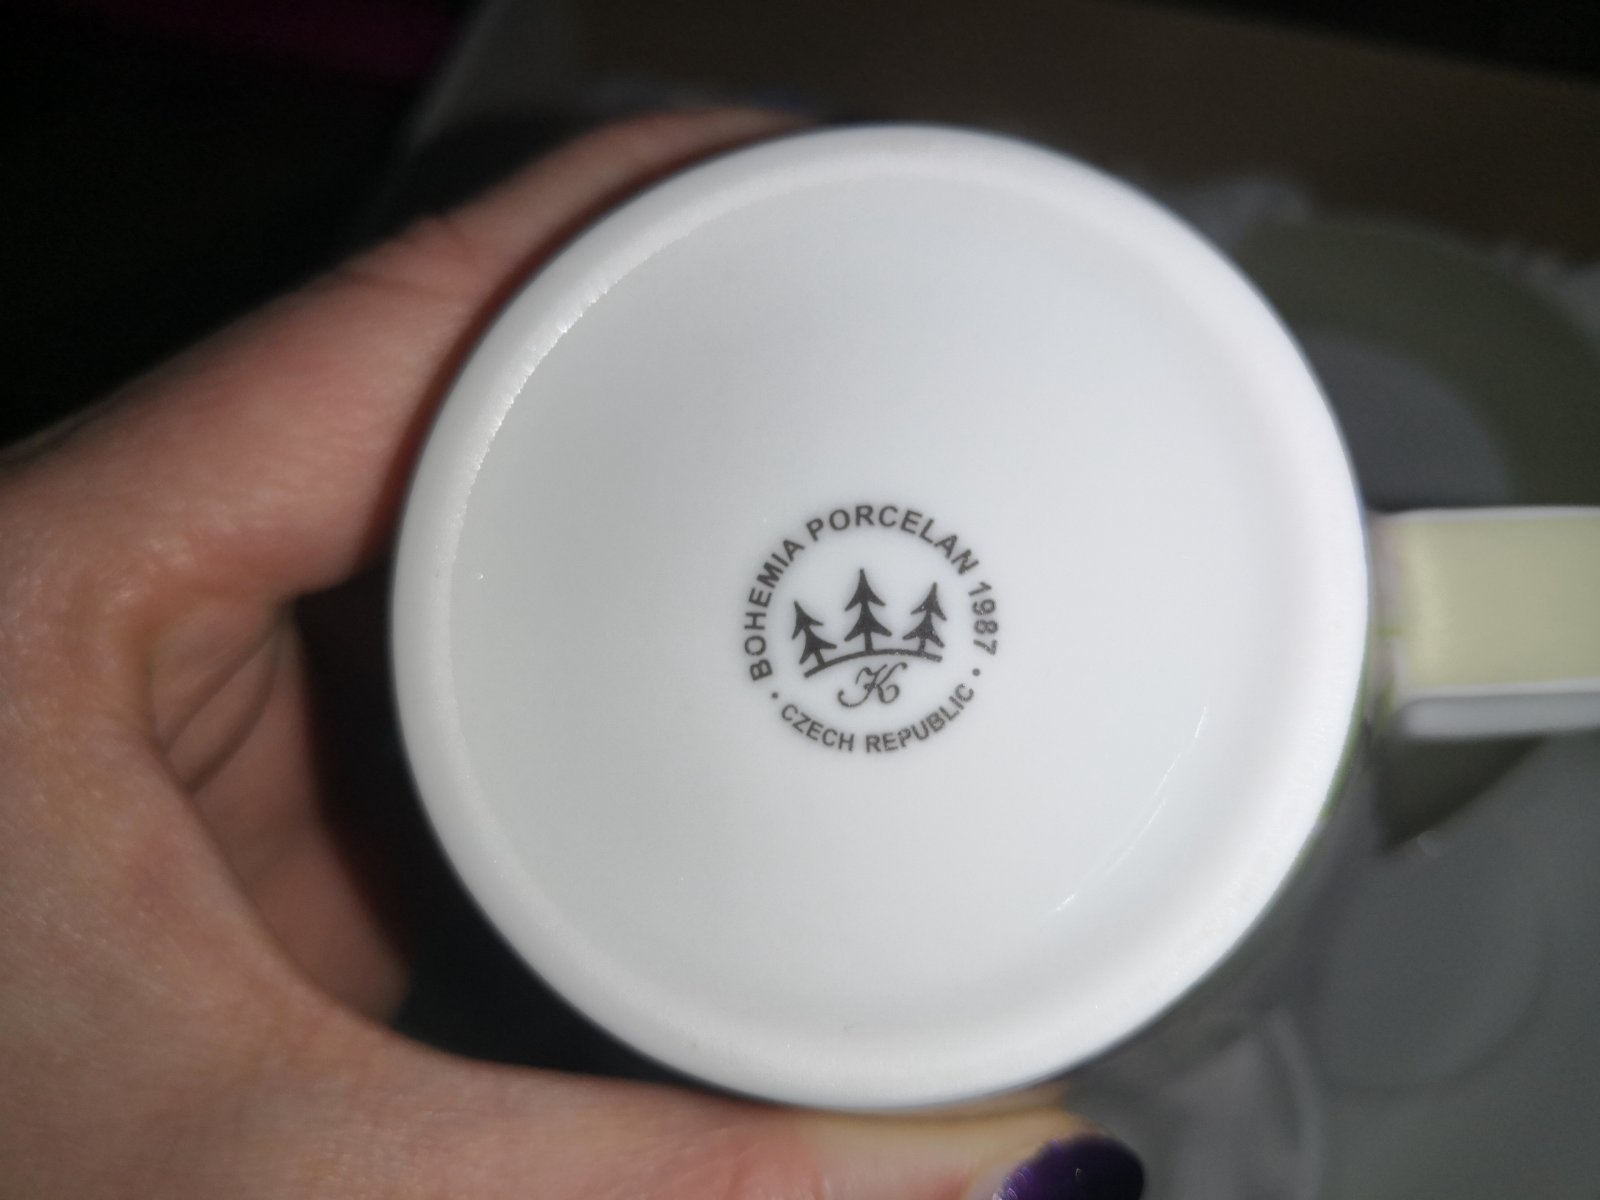 BOHEMIA PORCELAN 1987
K
· CZECH REPUBLIC ·